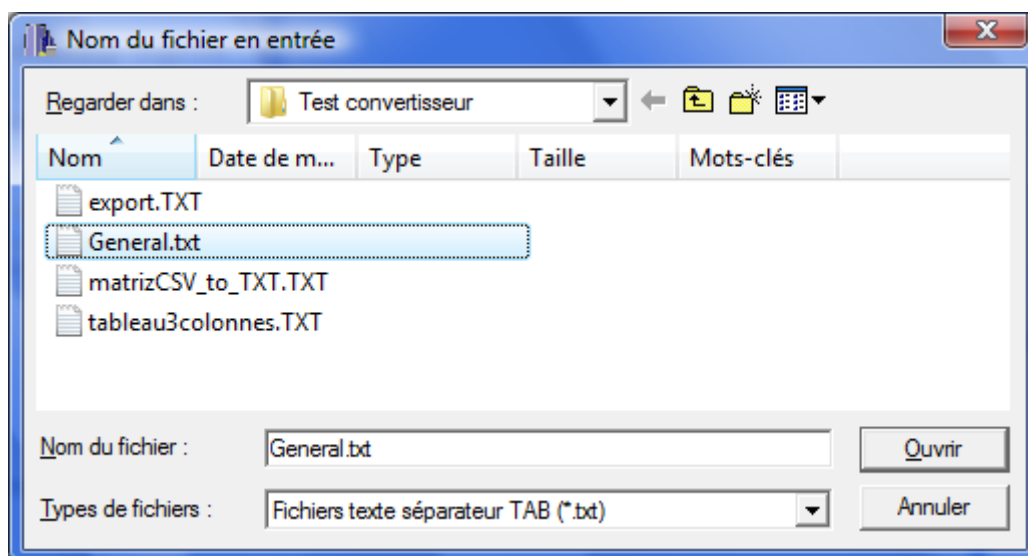 Nom du fichier en entrée
Regarder dans : Test convertisseur
Nom Date de m... Type Taille Mots-clés
export.TXT
General.txt
matrizCSV_to_TXT.TXT
tableau3colonnes.TXT
Nom du fichier : General.txt Ouvrir
Types de fichiers : Fichiers texte séparateur TAB (*.txt) Annuler